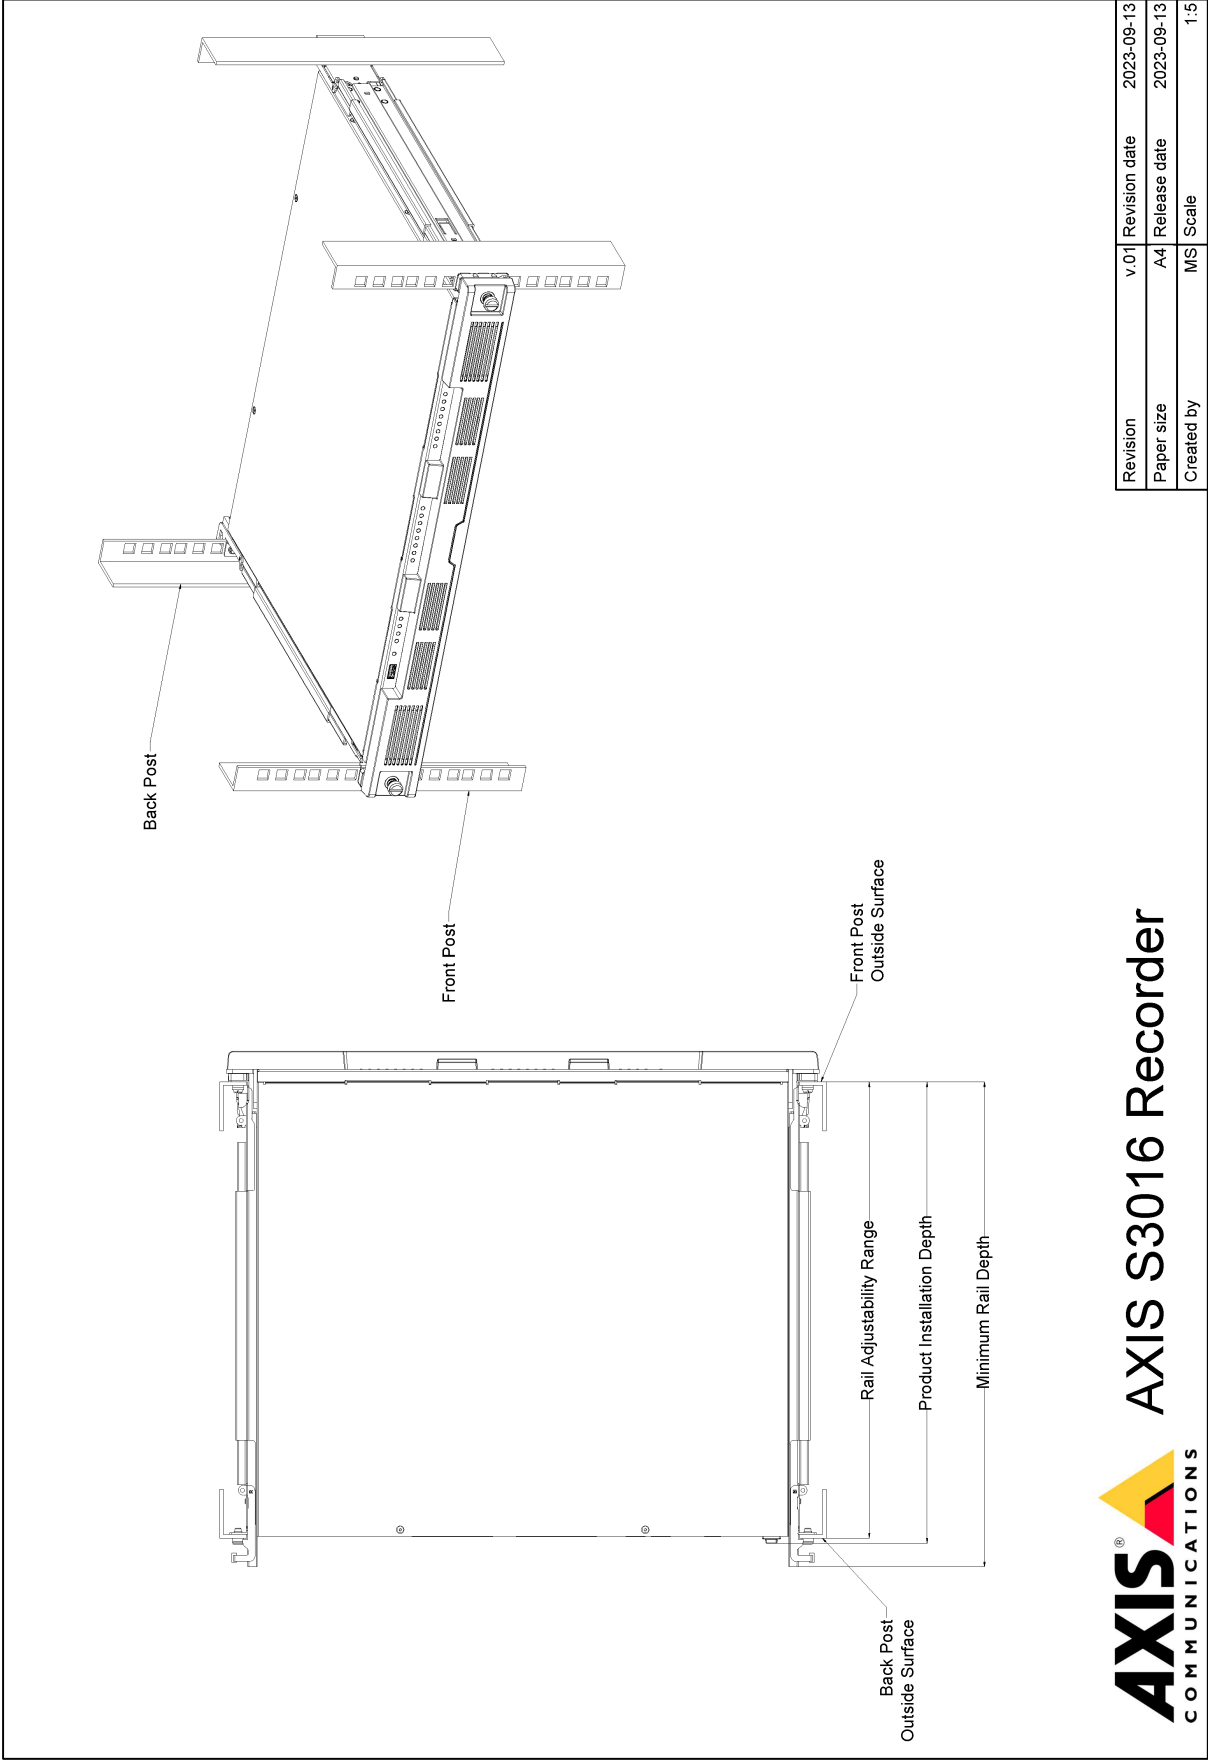 Back Post
Front Post
Front Post
Outside Surface
Rail Adjustability Range
Product Installation Depth
Minimum Rail Depth
Back Post
Outside Surface
AXIS®
COMMUNICATIONS
AXIS S3016 Recorder
Revision v.01 Revision date 2023-09-13
Paper size A4 Release date 2023-09-13
Created by MS Scale 1:5